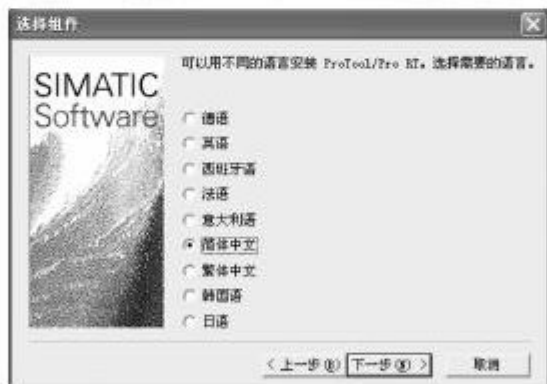 选择组件
可以用不同的语言安装 ProTool/Pro RT。选择需要的语言。
SIMATIC
Software
德语
英语
西班牙语
法语
意大利语
简体中文
繁体中文
韩国语
日语
< 上一步(B)
下一步(N) >
取消